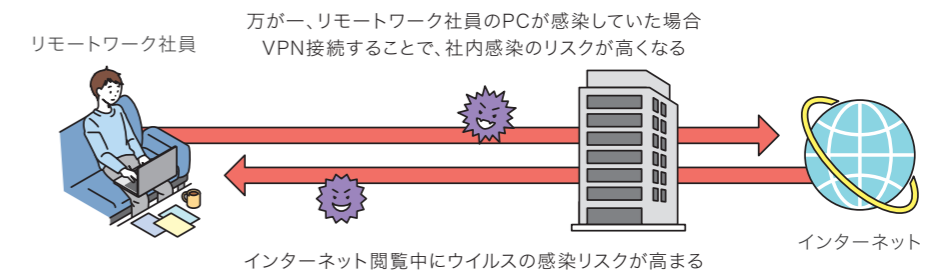 万が一、リモートワーク社員のPCが感染していた場合
VPN接続することで、社内感染のリスクが高くなる
リモートワーク社員
インターネット
インターネット閲覧中にウイルスの感染リスクが高まる